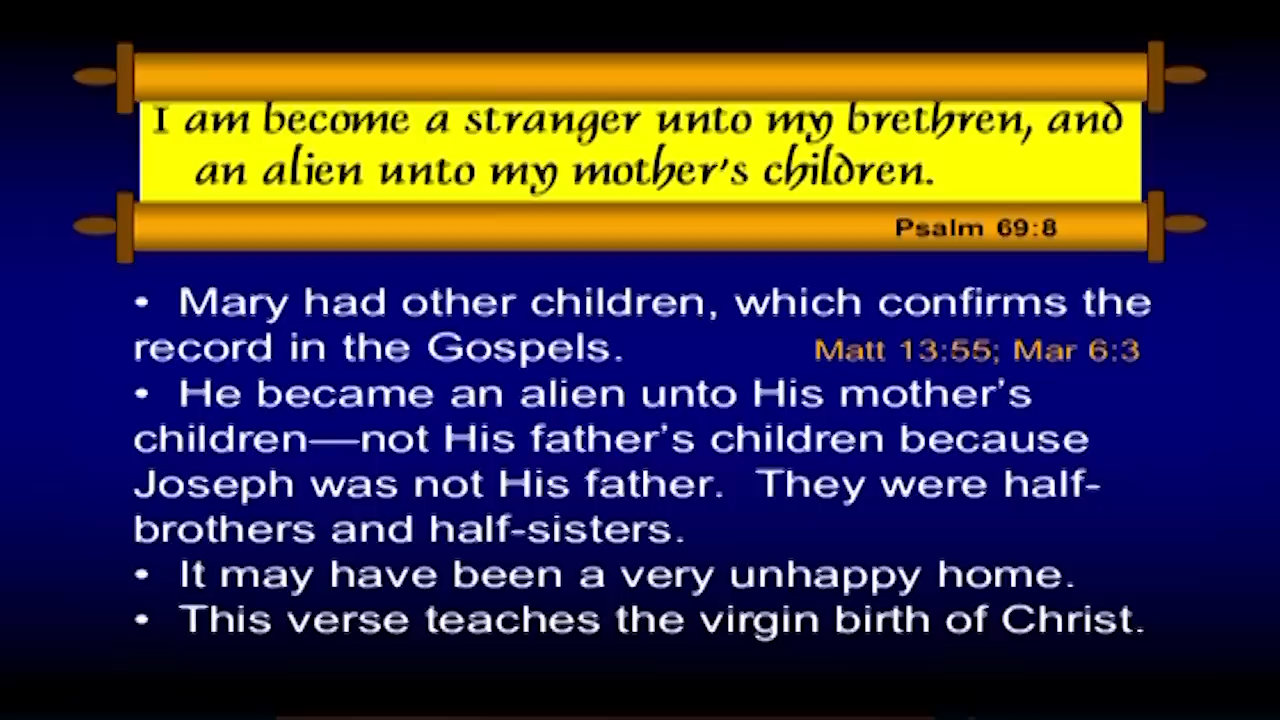 I am become a stranger unto my brethren, and
an alien unto my mother's children.
Psalm 69:8
• Mary had other children, which confirms the
record in the Gospels. Matt 13:55; Mar 6:3
• He became an alien unto His mother's
children—not His father's children because
Joseph was not His father. They were half-
brothers and half-sisters.
• It may have been a very unhappy home.
• This verse teaches the virgin birth of Christ.